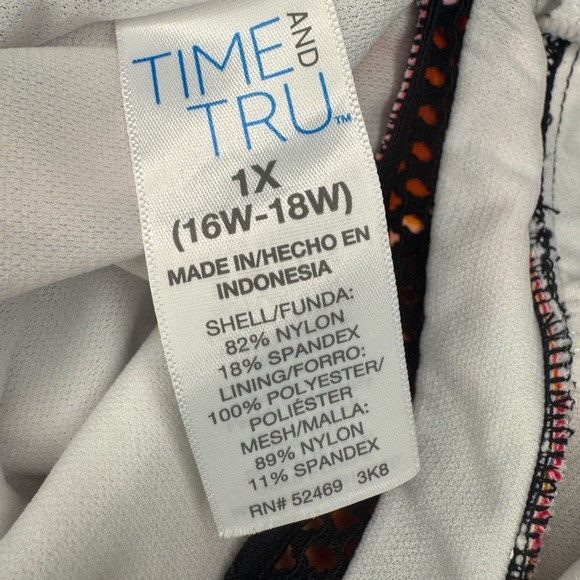 TIME AND
TRU™
1X
(16W-18W)
MADE IN/HECHO EN
INDONESIA
SHELL/FUNDA:
82% NYLON
18% SPANDEX
LINING/FORRO:
100% POLYESTER/
POLIÉSTER
MESH/MALLA:
89% NYLON
11% SPANDEX
RN# 52469 3K8